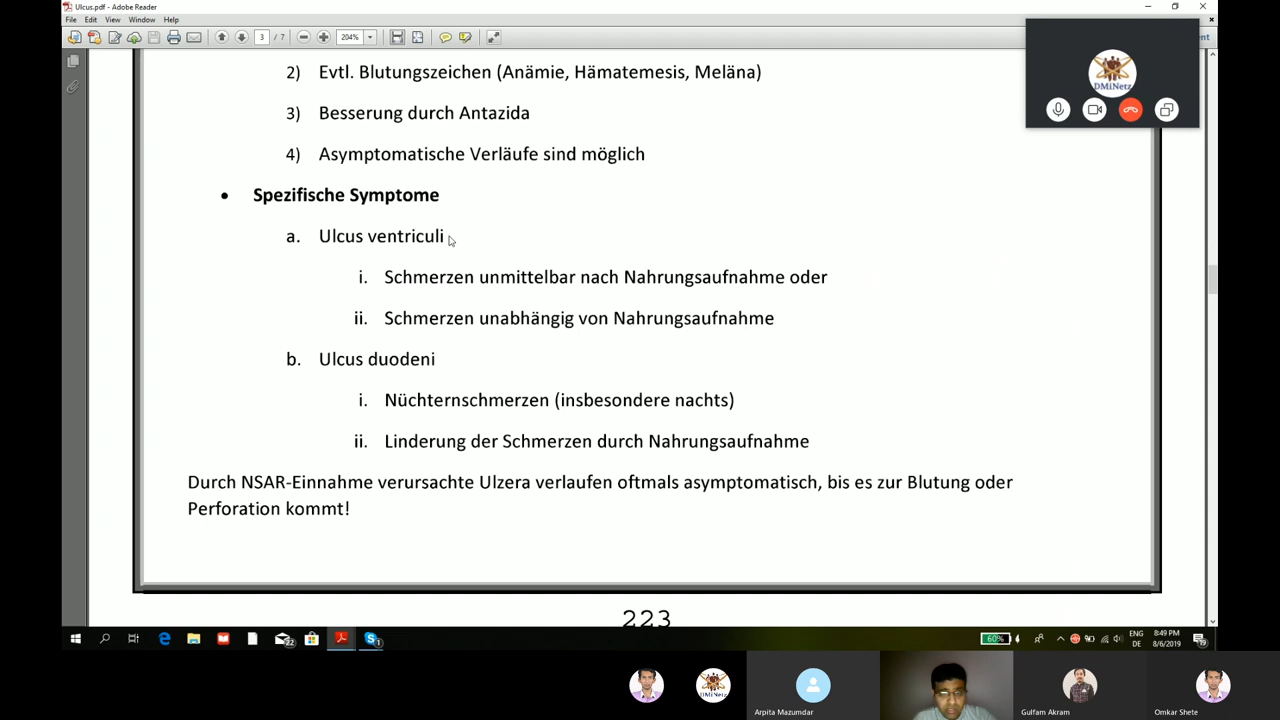 Ulcus.pdf - Adobe Reader
File Edit View Window Help
3 / 7
204%
DMiNetz
2) Evtl. Blutungszeichen (Anämie, Hämatemesis, Meläna)
3) Besserung durch Antazida
4) Asymptomatische Verläufe sind möglich
• Spezifische Symptome
a. Ulcus ventriculi
i. Schmerzen unmittelbar nach Nahrungsaufnahme oder
ii. Schmerzen unabhängig von Nahrungsaufnahme
b. Ulcus duodeni
i. Nüchternschmerzen (insbesondere nachts)
ii. Linderung der Schmerzen durch Nahrungsaufnahme
Durch NSAR-Einnahme verursachte Ulzera verlaufen oftmals asymptomatisch, bis es zur Blutung oder
Perforation kommt!
223
60%
ENG
DE
8:49 PM
8/6/2019
DMiNetz
Arpita Mazumdar
Gulfam Akram
Omkar Shete